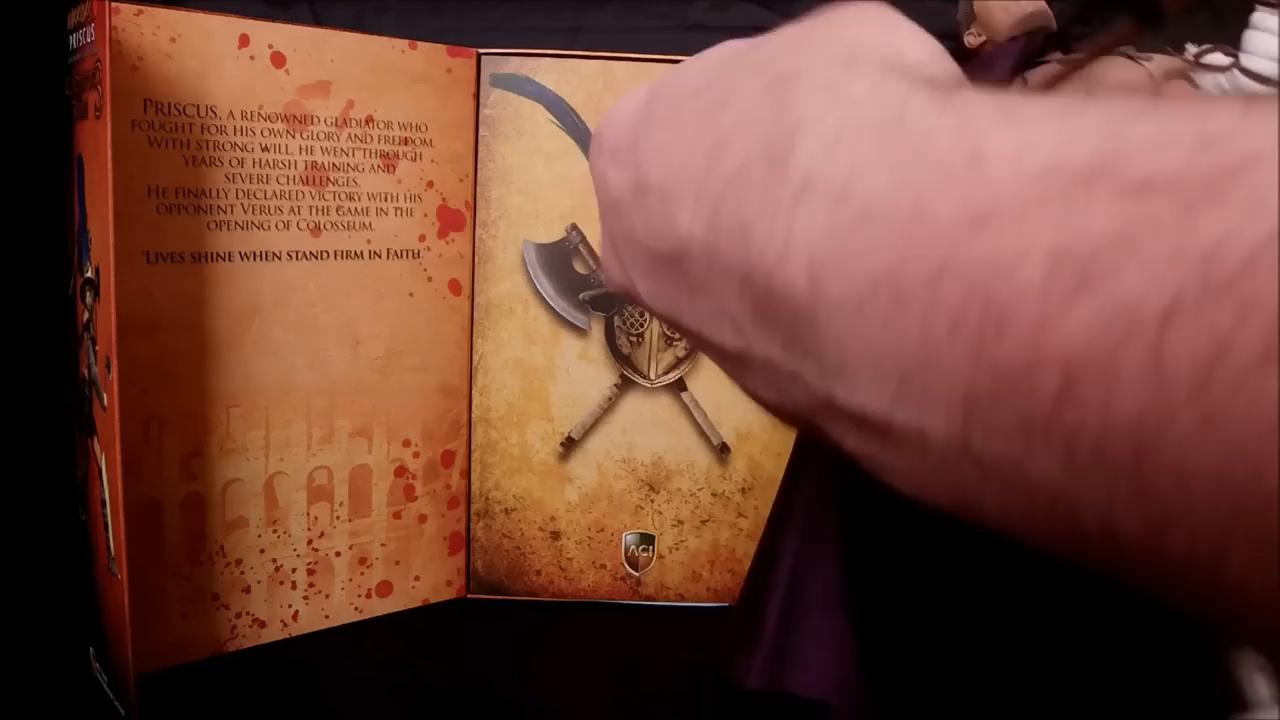 PRISCUS
PRISCUS, A RENOWNED GLADIATOR WHO
FOUGHT FOR HIS OWN GLORY AND FREEDOM.
WITH STRONG WILL, HE WENT THROUGH
YEARS OF HARSH TRAINING AND
SEVERE CHALLENGES.
HE FINALLY DECLARED VICTORY WITH HIS
OPPONENT VERUS AT THE GAME IN THE
OPENING OF COLOSSEUM.
"LIVES SHINE WHEN STAND FIRM IN FAITH."
ACI